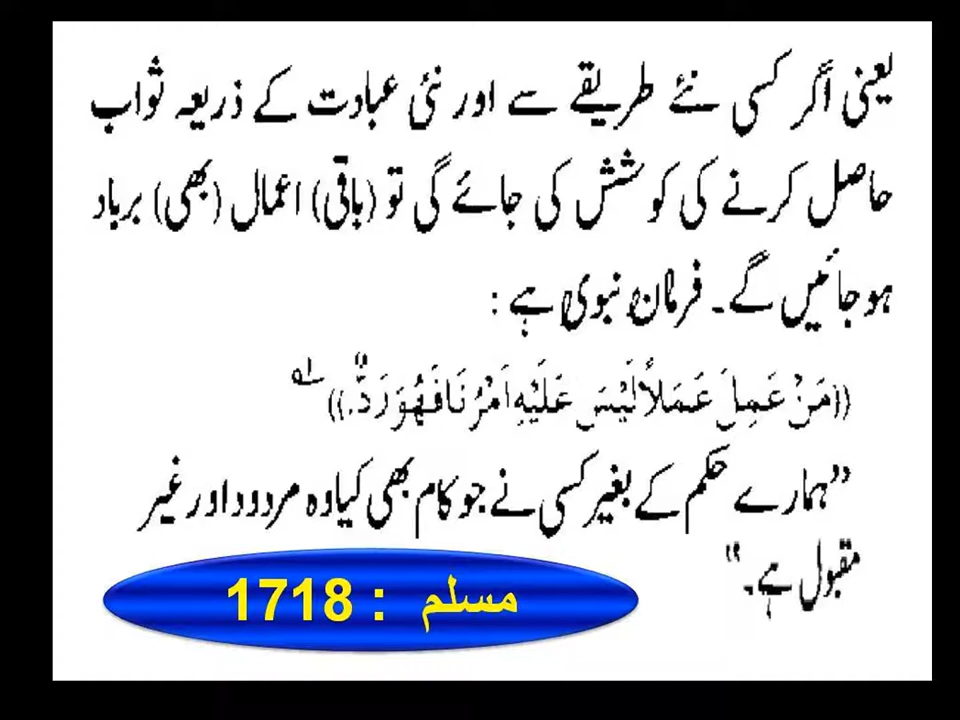 یعنی اگر کسی نئے طریقے سے اور نئی عبادت کے ذریعہ ثواب
حاصل کرنے کی کوشش کی جائے گی تو (باقی) اعمال (بھی) برباد
ہو جائیں گے۔ فرمان نبوی ہے :
((مَنْ عَمِلَ عَمَلًا لَيْسَ عَلَيْهِ اَمْرُنَا فَهُوَ رَدٌّ.)) ؂۱
”ہمارے حکم کے بغیر کسی نے جو کام بھی کیا وہ مردود اور غیر
مقبول ہے۔“
مسلم : 1718